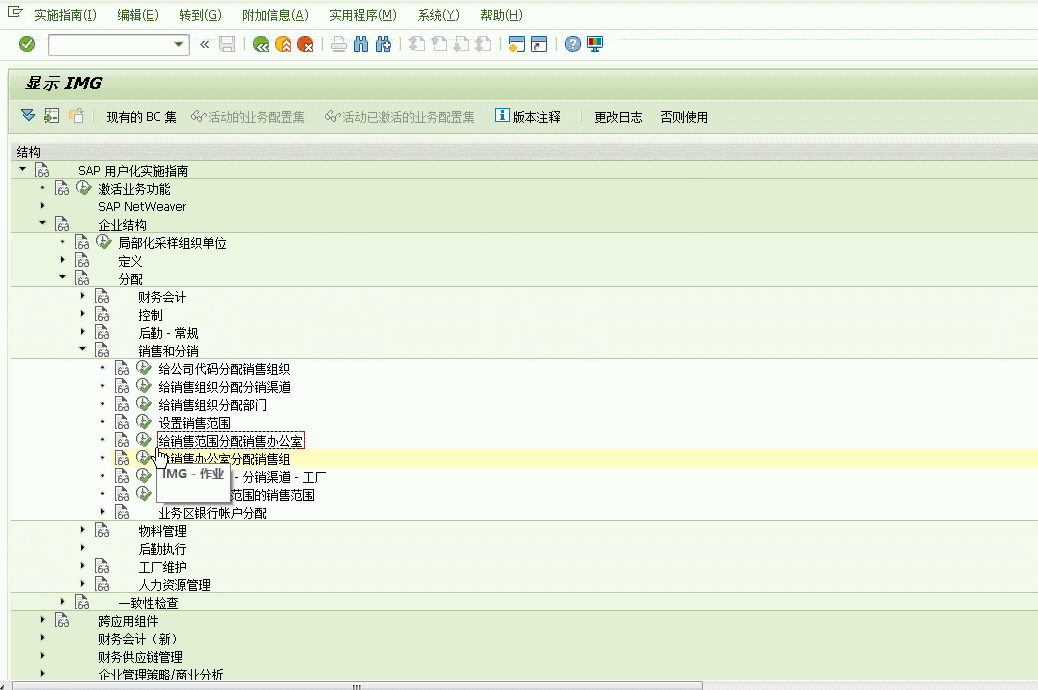 实施指南(I) 编辑(E) 转到(G) 附加信息(A) 实用程序(M) 系统(Y) 帮助(H)
显示 IMG
现有的 BC 集 活动的业务配置集 活动已激活的业务配置集 版本注释 更改日志 否则使用
结构
SAP 用户化实施指南
激活业务功能
SAP NetWeaver
企业结构
局部化采样组织单位
定义
分配
财务会计
控制
后勤 - 常规
销售和分销
给公司代码分配销售组织
给销售组织分配分销渠道
给销售组织分配部门
设置销售范围
给销售范围分配销售办公室
销售办公室分配销售组
IMG - 作业
- 分销渠道 - 工厂
范围的销售范围
业务区银行帐户分配
物料管理
后勤执行
工厂维护
人力资源管理
一致性检查
跨应用组件
财务会计（新）
财务供应链管理
企业管理策略/商业分析